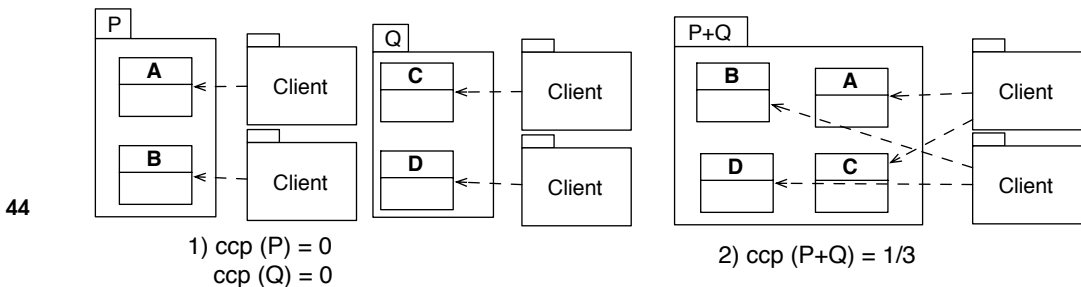 P
A
B
Client
Client
Q
C
D
Client
Client
P+Q
B
A
D
C
Client
Client
44
1) ccp (P) = 0
ccp (Q) = 0
2) ccp (P+Q) = 1/3